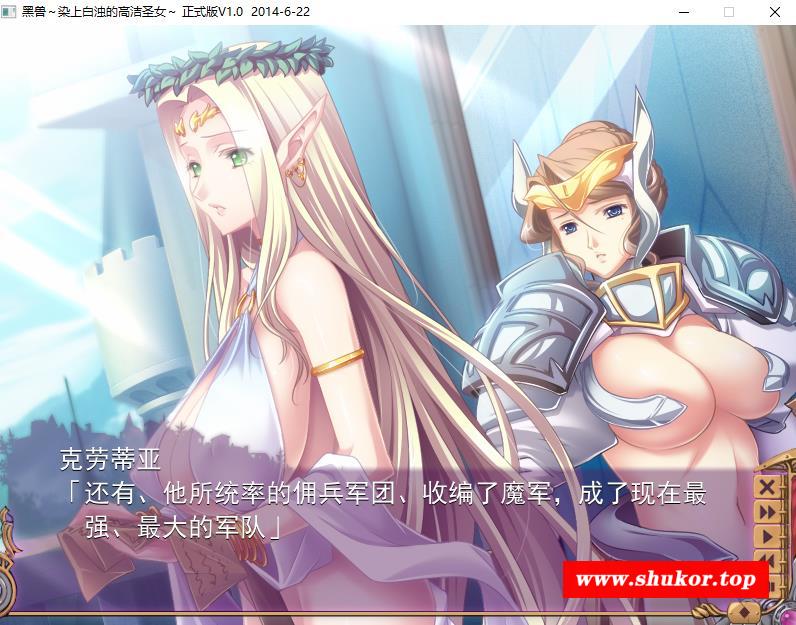 黑兽～染上白浊的高洁圣女～ 正式版V1.0 2014-6-22
克劳蒂亚
「还有、他所统率的佣兵军团、收编了魔军，成了现在最
强、最大的军队」
www.shukor.top